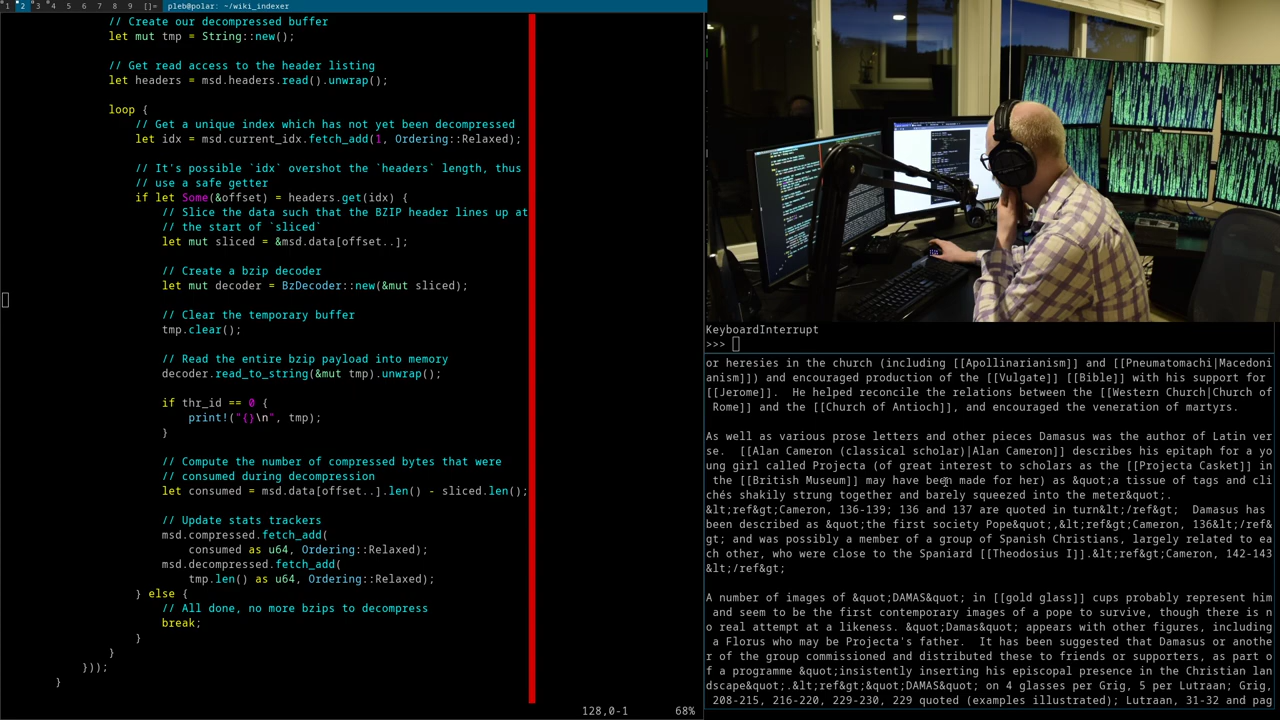 1 2 3 4 5 6 7 8 9 []= pleb@polar: ~/wiki_indexer
// Create our decompressed buffer
let mut tmp = String::new();
// Get read access to the header listing
let headers = msd.headers.read().unwrap();
loop {
// Get a unique index which has not yet been decompressed
let idx = msd.current_idx.fetch_add(1, Ordering::Relaxed);
// It's possible `idx` overshot the `headers` length, thus
// use a safe getter
if let Some(&offset) = headers.get(idx) {
// Slice the data such that the BZIP header lines up at
// the start of `sliced`
let mut sliced = &msd.data[offset..];
// Create a bzip decoder
let mut decoder = BzDecoder::new(&mut sliced);
// Clear the temporary buffer
tmp.clear();
// Read the entire bzip payload into memory
decoder.read_to_string(&mut tmp).unwrap();
if thr_id == 0 {
print!("{}\n", tmp);
}
// Compute the number of compressed bytes that were
// consumed during decompression
let consumed = msd.data[offset..].len() - sliced.len();
// Update stats trackers
msd.compressed.fetch_add(
consumed as u64, Ordering::Relaxed);
msd.decompressed.fetch_add(
tmp.len() as u64, Ordering::Relaxed);
} else {
// All done, no more bzips to decompress
break;
}
}
}));
}
128,0-1 68%
KeyboardInterrupt
>>>
or heresies in the church (including [[Apollinarianism]] and [[Pneumatomachi|Macedoni
anism]]) and encouraged production of the [[Vulgate]] [[Bible]] with his support for
[[Jerome]].  He helped reconcile the relations between the [[Western Church|Church of
Rome]] and the [[Church of Antioch]], and encouraged the veneration of martyrs.
As well as various prose letters and other pieces Damasus was the author of Latin ver
se.  [[Alan Cameron (classical scholar)|Alan Cameron]] describes his epitaph for a yo
ung girl called Projecta (of great interest to scholars as the [[Projecta Casket]] in
the [[British Museum]] may have been made for her) as &quot;a tissue of tags and cli
chés shakily strung together and barely squeezed into the meter&quot;.
&lt;ref&gt;Cameron, 136-139; 136 and 137 are quoted in turn&lt;/ref&gt;  Damasus has
been described as &quot;the first society Pope&quot;,&lt;ref&gt;Cameron, 136&lt;/ref&
gt; and was possibly a member of a group of Spanish Christians, largely related to ea
ch other, who were close to the Spaniard [[Theodosius I]].&lt;ref&gt;Cameron, 142-143
&lt;/ref&gt;
A number of images of &quot;DAMAS&quot; in [[gold glass]] cups probably represent him
and seem to be the first contemporary images of a pope to survive, though there is n
o real attempt at a likeness. &quot;Damas&quot; appears with other figures, including
a Florus who may be Projecta's father.  It has been suggested that Damasus or anothe
r of the group commissioned and distributed these to friends or supporters, as part o
f a programme &quot;insistently inserting his episcopal presence in the Christian lan
dscape&quot;.&lt;ref&gt;&quot;DAMAS&quot; on 4 glasses per Grig, 5 per Lutraan; Grig,
208-215, 216-220, 229-230, 229 quoted (examples illustrated); Lutraan, 31-32 and pag